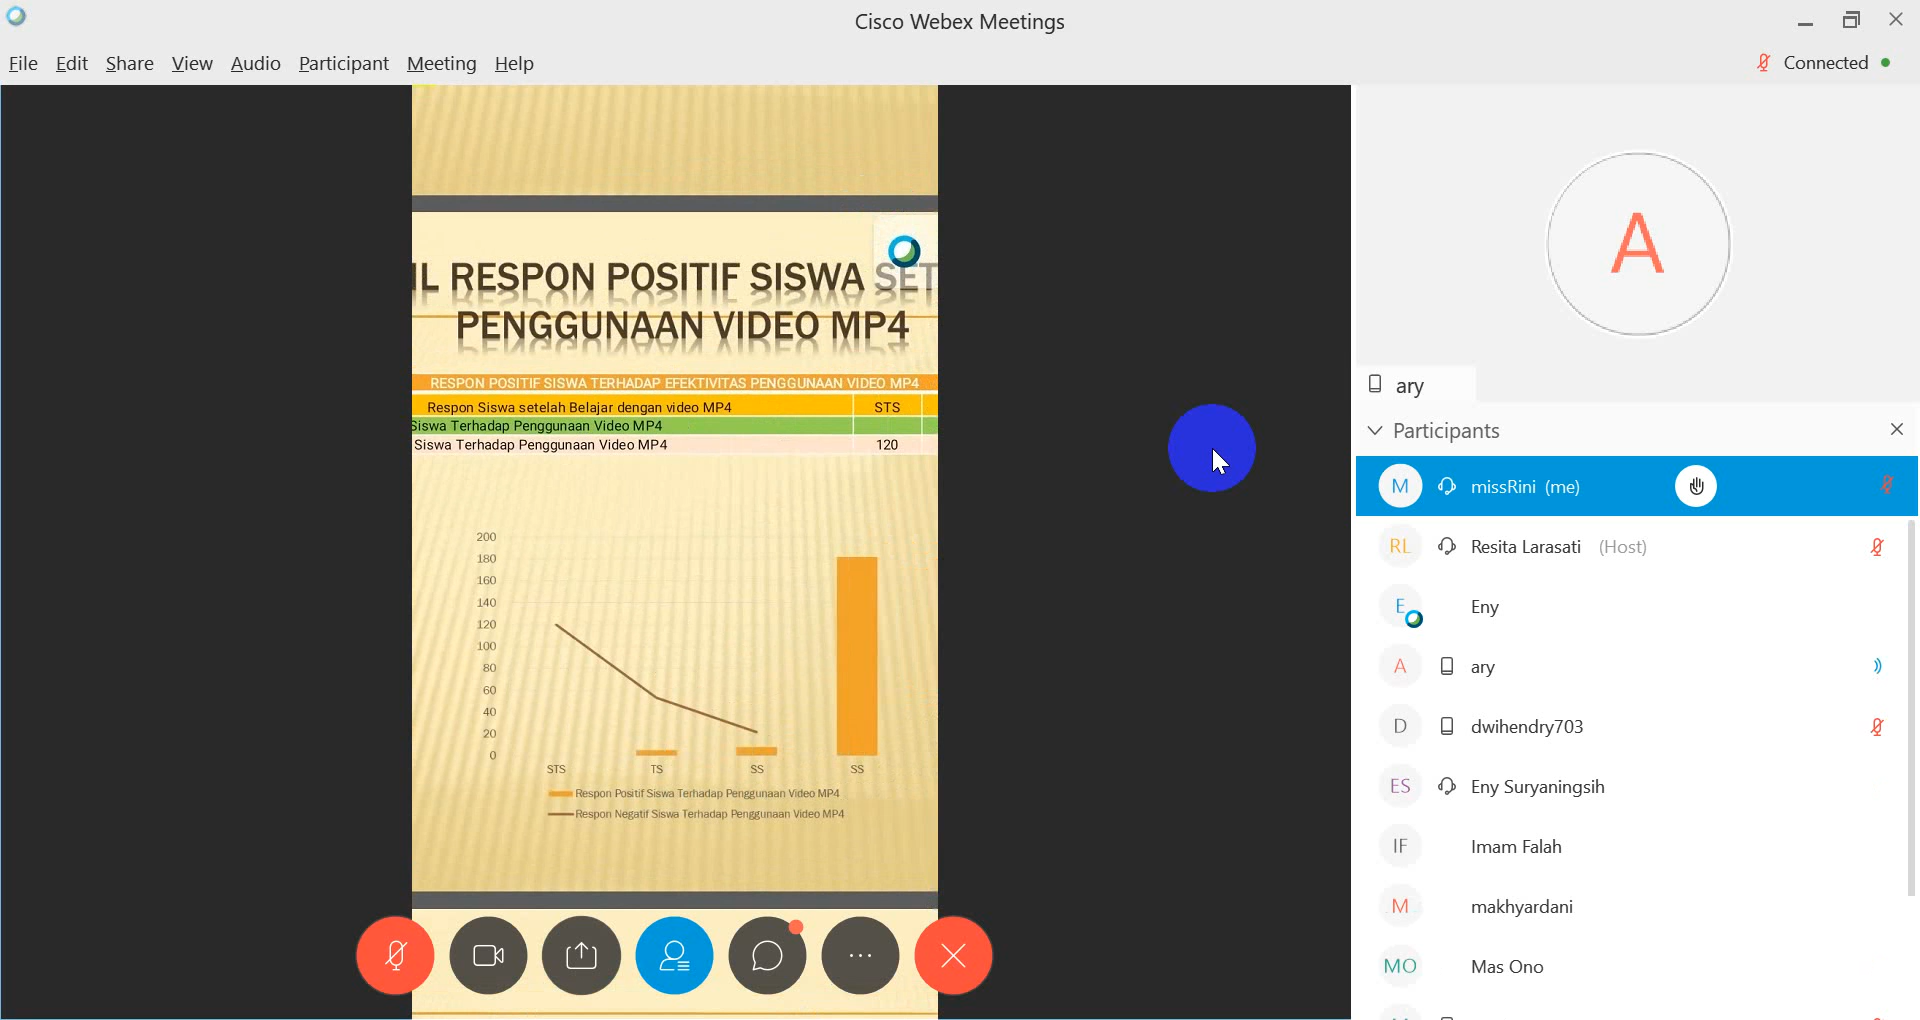 Cisco Webex Meetings
File Edit Share View Audio Participant Meeting Help
Connected
IL RESPON POSITIF SISWA SET
PENGGUNAAN VIDEO MP4
RESPON POSITIF SISWA TERHADAP EFEKTIVITAS PENGGUNAAN VIDEO MP4
Respon Siswa setelah Belajar dengan video MP4 STS
Siswa Terhadap Penggunaan Video MP4
Siswa Terhadap Penggunaan Video MP4 120
200
180
160
140
120
100
80
60
40
20
0
STS TS SS SS
Respon Positif Siswa Terhadap Penggunaan Video MP4
Respon Negatif Siswa Terhadap Penggunaan Video MP4
A
ary
Participants
M missRini (me)
RL Resita Larasati (Host)
E Eny
A ary
D dwihendry703
ES Eny Suryaningsih
IF Imam Falah
M makhyardani
MO Mas Ono